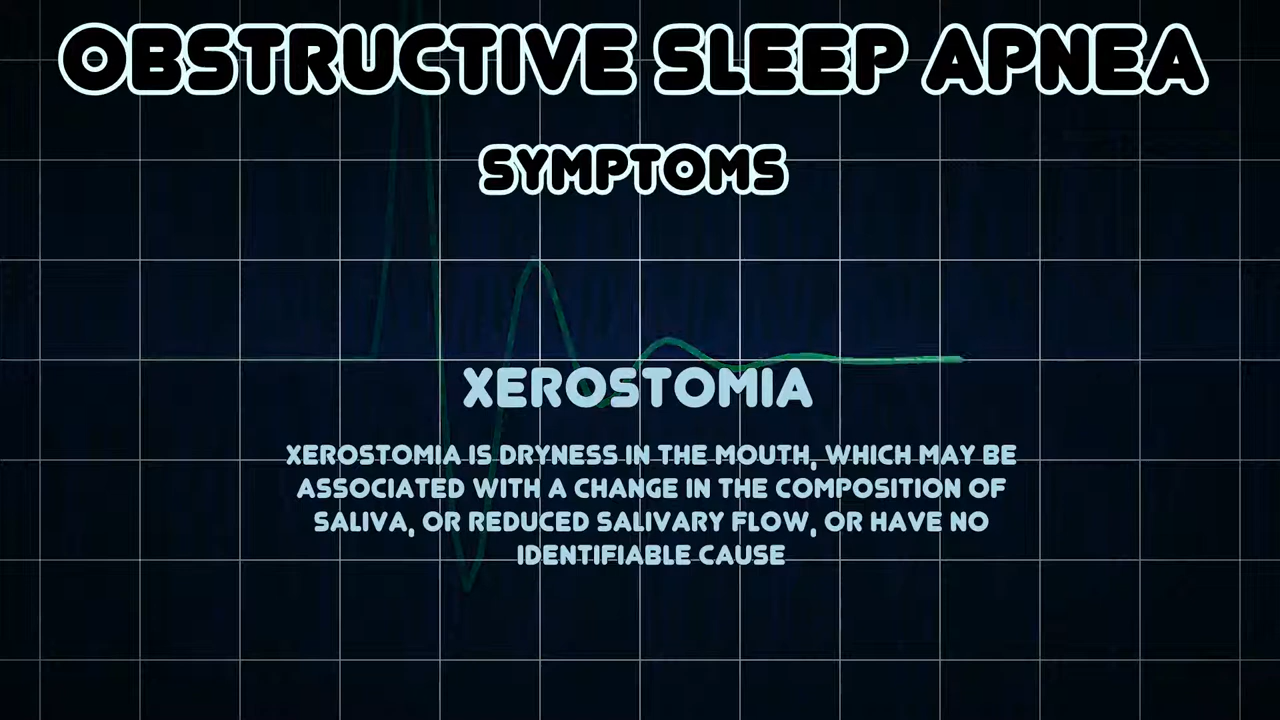 OBSTRUCTIVE SLEEP APNEA
SYMPTOMS
XEROSTOMIA
XEROSTOMIA IS DRYNESS IN THE MOUTH, WHICH MAY BE
ASSOCIATED WITH A CHANGE IN THE COMPOSITION OF
SALIVA, OR REDUCED SALIVARY FLOW, OR HAVE NO
IDENTIFIABLE CAUSE